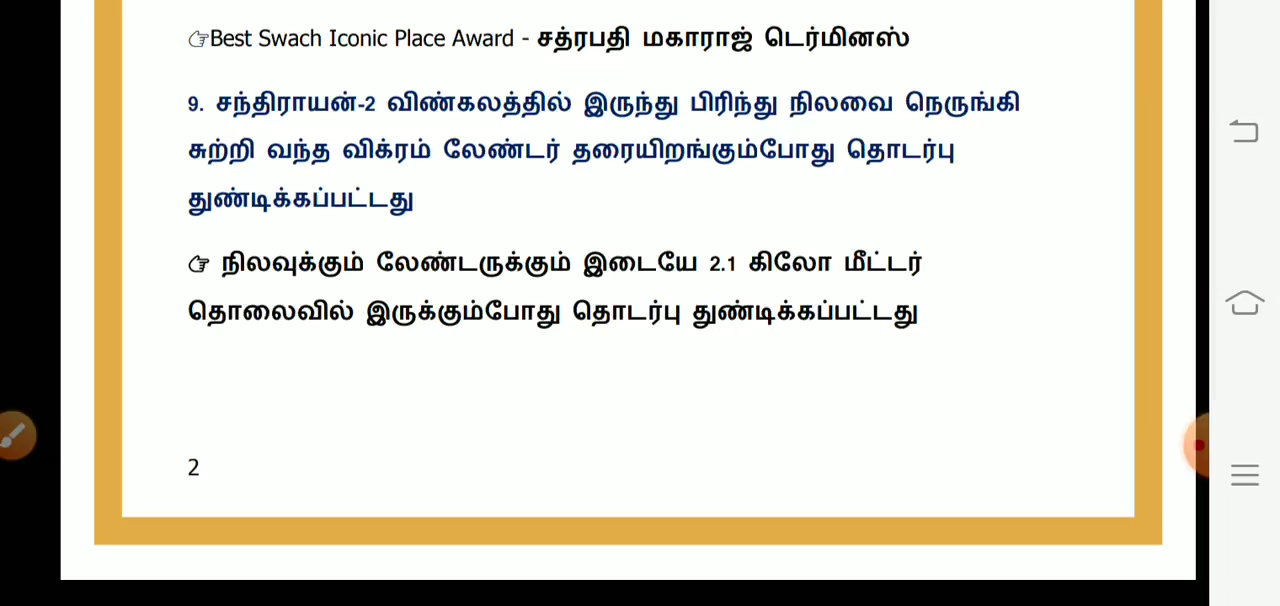 ☞Best Swach Iconic Place Award - சத்ரபதி மகாராஜ் டெர்மினஸ்
9. சந்திராயன்-2 விண்கலத்தில் இருந்து பிரிந்து நிலவை நெருங்கி
சுற்றி வந்த விக்ரம் லேண்டர் தரையிறங்கும்போது தொடர்பு
துண்டிக்கப்பட்டது
☞ நிலவுக்கும் லேண்டருக்கும் இடையே 2.1 கிலோ மீட்டர்
தொலைவில் இருக்கும்போது தொடர்பு துண்டிக்கப்பட்டது
2